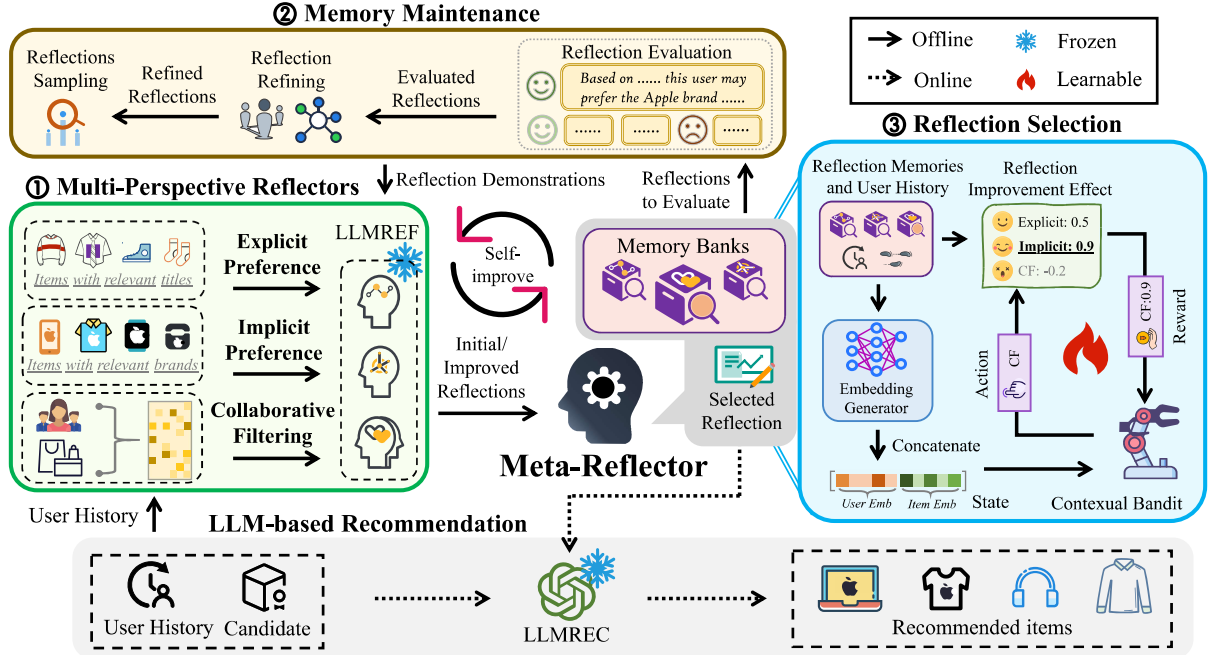 ② Memory Maintenance
Reflections
Sampling
Refined
Reflections
Reflection
Refining
Evaluated
Reflections
Reflection Evaluation
Based on ...... this user may
prefer the Apple brand ......
......
......
......
Offline
Frozen
Online
Learnable
① Multi-Perspective Reflectors
Reflection Demonstrations
Reflections
to Evaluate
Items with relevant titles
Explicit
Preference
Items with relevant brands
Implicit
Preference
Collaborative
Filtering
LLMREF
Self-
improve
Initial/
Improved
Reflections
Memory Banks
Selected
Reflection
Meta-Reflector
③ Reflection Selection
Reflection Memories
and User History
Reflection
Improvement Effect
Explicit: 0.5
Implicit: 0.9
CF: -0.2
Embedding
Generator
Action
CF
CF:0.9
Reward
Concatenate
User Emb
Item Emb
State
Contexual Bandit
User History
LLM-based Recommendation
User History
Candidate
LLMREC
Recommended items